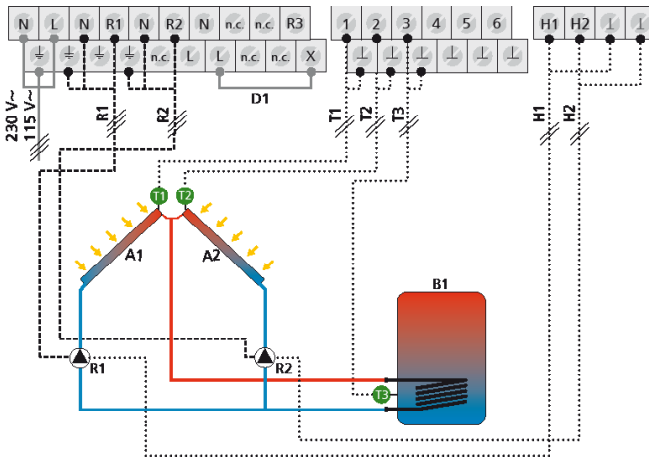 N L N R1 N R2 N n.c. n.c. R3
n.c. L L n.c. n.c. X
1 2 3 4 5 6
H1 H2
230 V~
115 V~
R1
R2
D1
T1
T2
T3
H1
H2
T1 T2
A1 A2
B1
R1
R2
T3